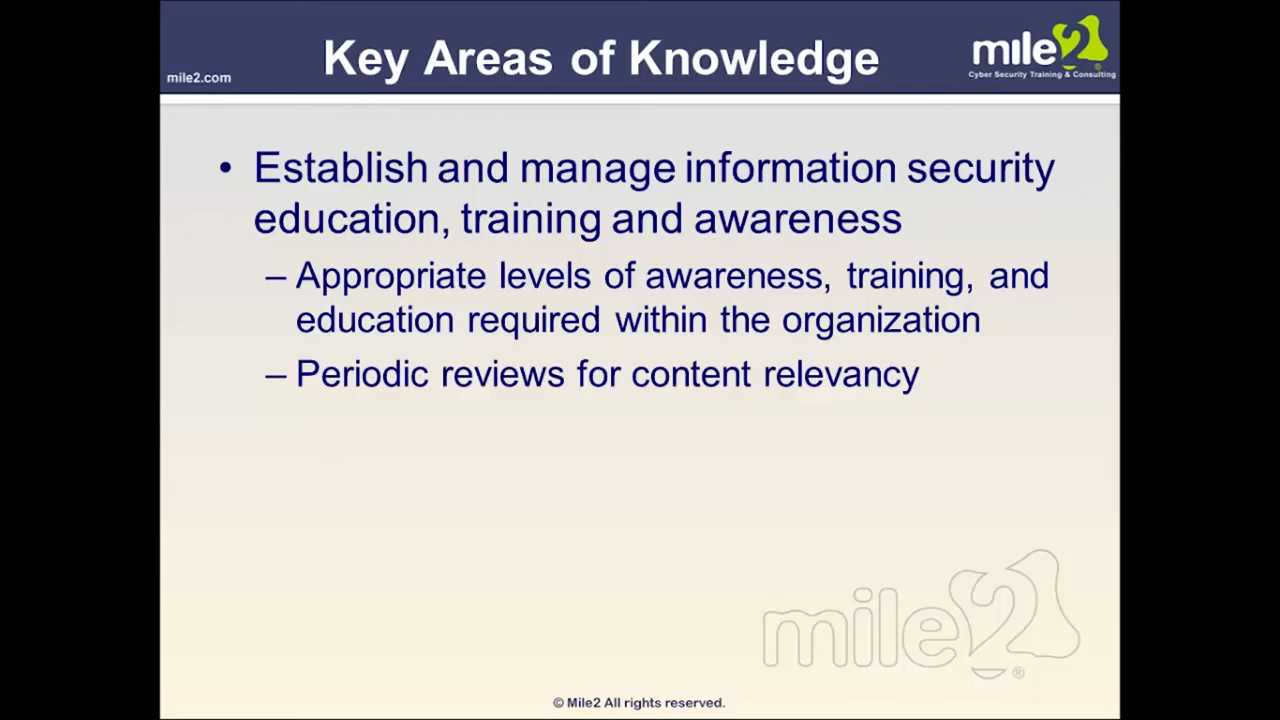 Key Areas of Knowledge
mile2.com
mile2®
Cyber Security Training & Consulting
• Establish and manage information security
education, training and awareness
– Appropriate levels of awareness, training, and
education required within the organization
– Periodic reviews for content relevancy
mile2®
© Mile2 All rights reserved.